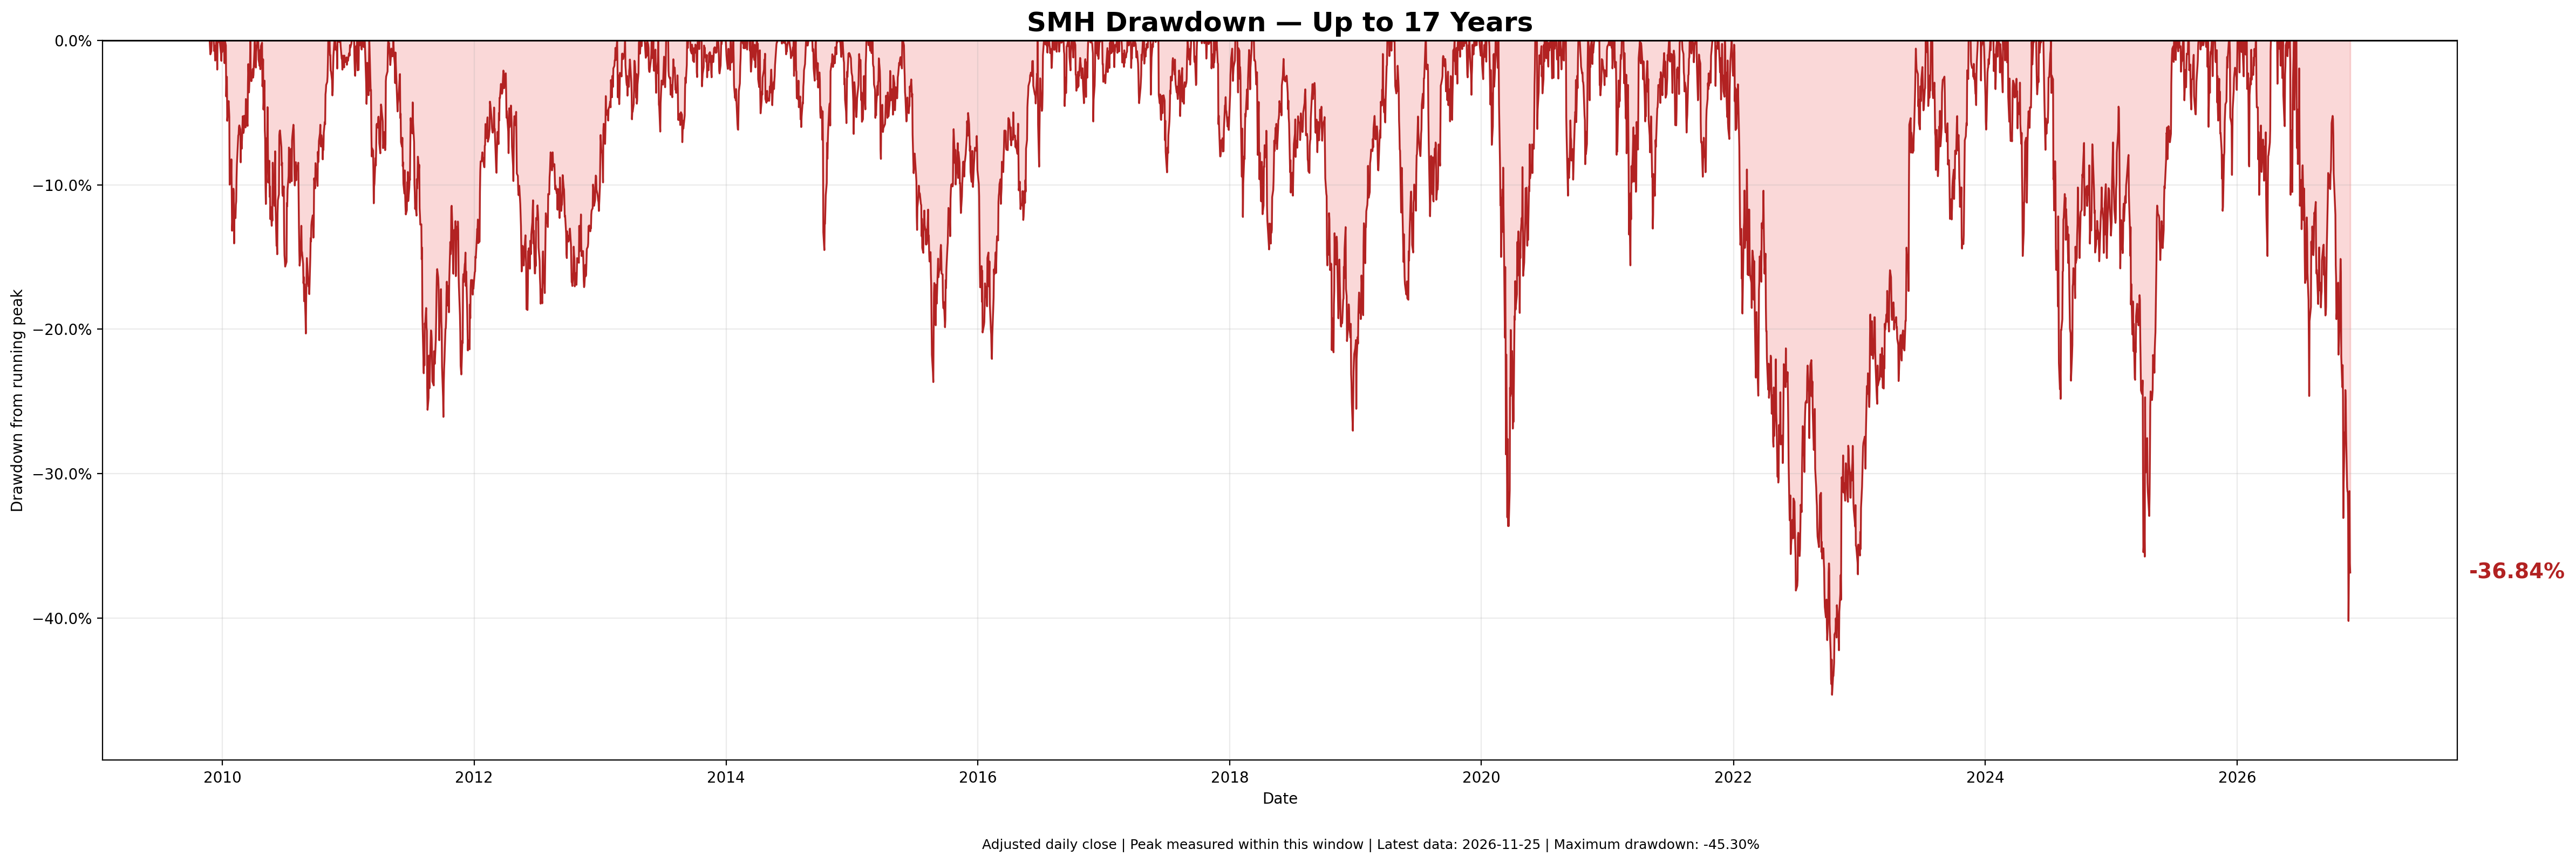 SMH Drawdown — Up to 17 Years
Drawdown from running peak
0.0%
−10.0%
−20.0%
−30.0%
−40.0%
-36.84%
2010 2012 2014 2016 2018 2020 2022 2024 2026
Date
Adjusted daily close | Peak measured within this window | Latest data: 2026-11-25 | Maximum drawdown: -45.30%